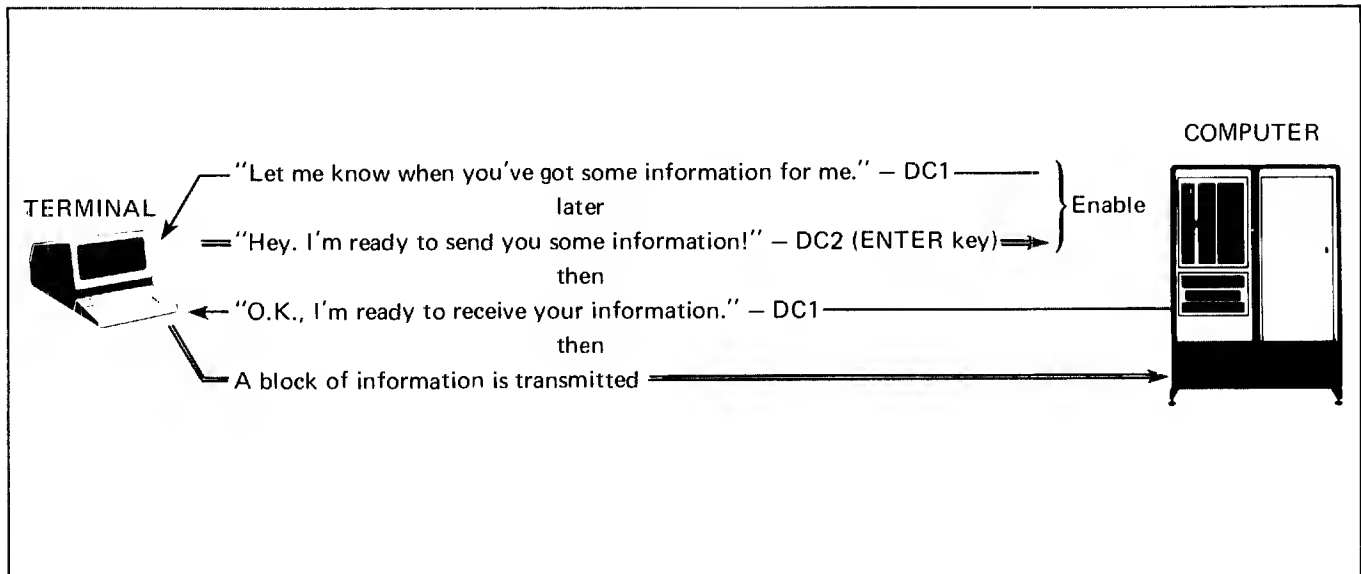 COMPUTER
"Let me know when you've got some information for me." – DC1
TERMINAL
later
Enable
"Hey. I'm ready to send you some information!" – DC2 (ENTER key)
then
"O.K., I'm ready to receive your information." – DC1
then
A block of information is transmitted